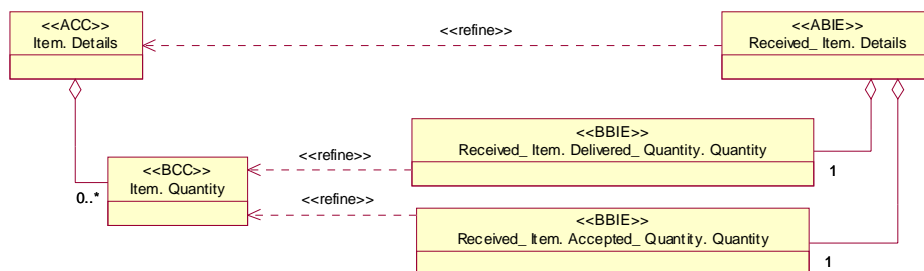 <<ACC>>
Item. Details
<<refine>>
<<ABIE>>
Received_ Item. Details
<<BBIE>>
Received_ Item. Delivered_ Quantity. Quantity
<<refine>>
1
<<BCC>>
Item. Quantity
0..*
<<refine>>
<<BBIE>>
Received_ Item. Accepted_ Quantity. Quantity
1